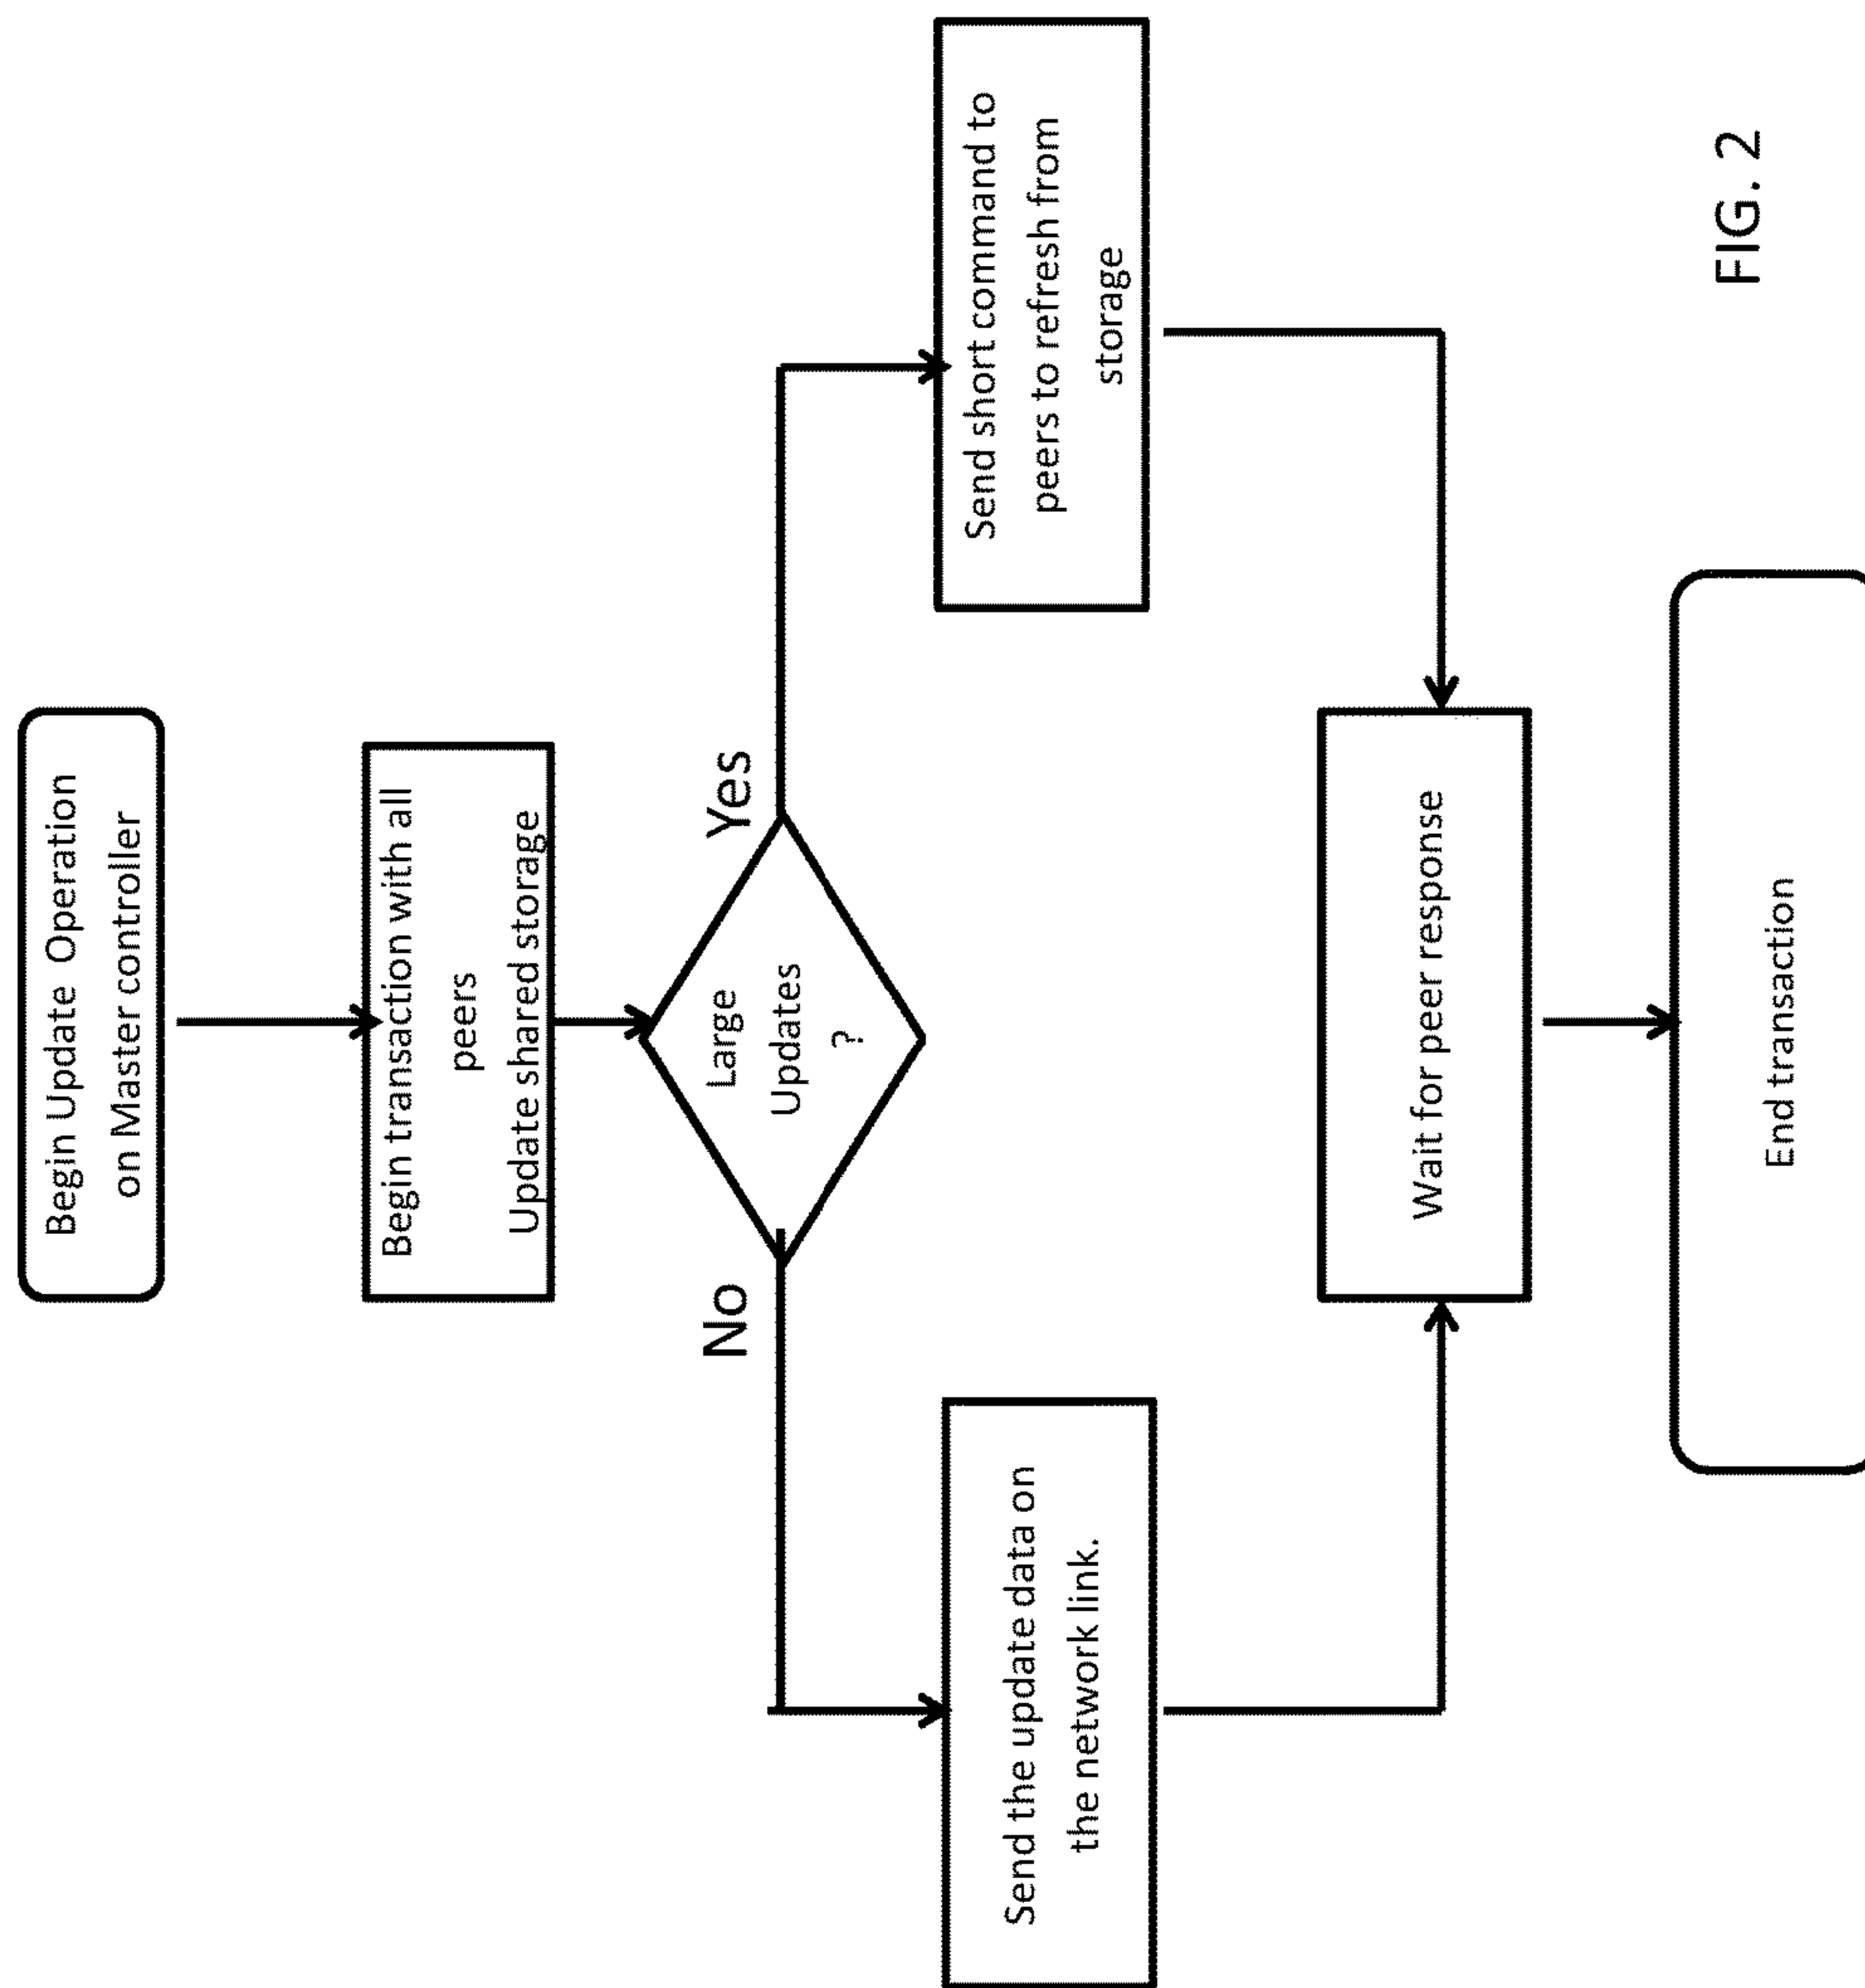 Begin Update Operation
on Master controller
Begin transaction with all
peers
Update shared storage
Large
Updates
?
No
Yes
Send the update data on
the network link.
Send short command to
peers to refresh from
storage
Wait for peer response
End transaction
FIG. 2